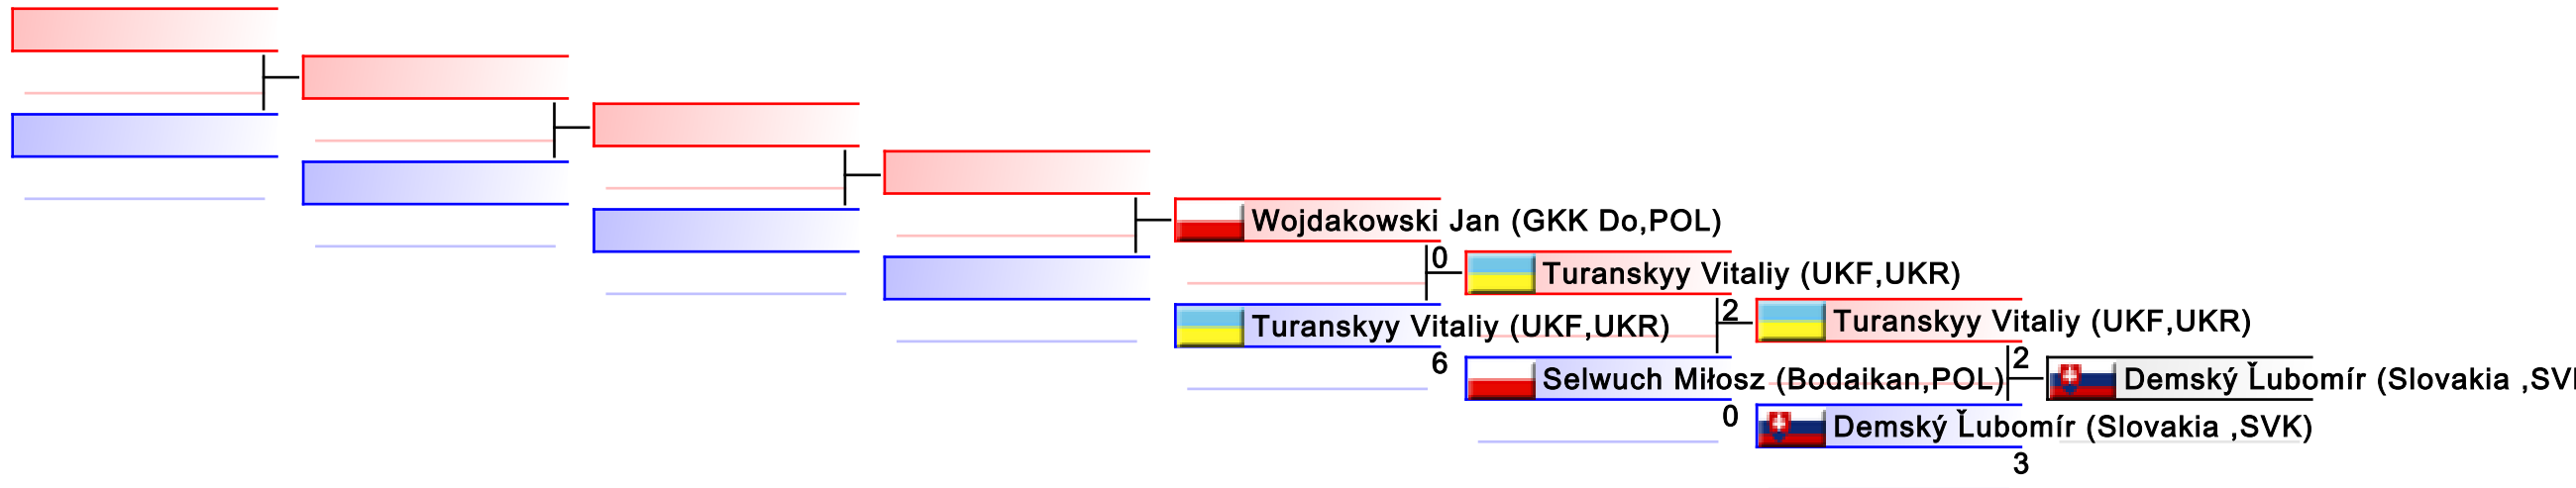 Wojdakowski Jan (GKK Do,POL)
0
Turanskyy Vitaliy (UKF,UKR)
Turanskyy Vitaliy (UKF,UKR)
6
2
Turanskyy Vitaliy (UKF,UKR)
Selwuch Miłosz (Bodaikan,POL)
0
2
Demský Ľubomír (Slovakia ,SV
Demský Ľubomír (Slovakia ,SVK)
3